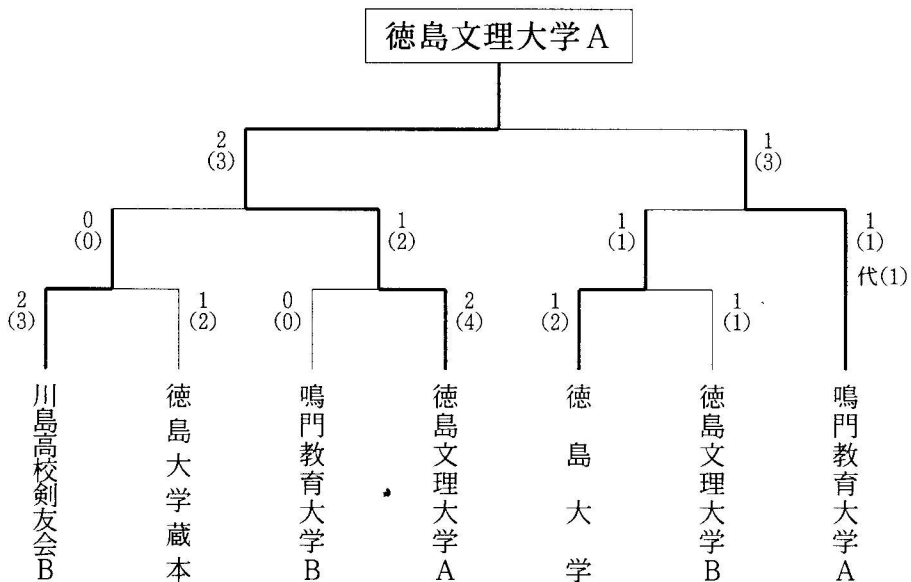 徳島文理大学A
2
(3)
1
(3)
0
(0)
1
(2)
1
(1)
1
(1)
代(1)
2
(3)
1
(2)
0
(0)
2
(4)
1
(2)
1
(1)
川島高校剣友会B
徳島大学蔵本
鳴門教育大学B
徳島文理大学A
徳島大学
徳島文理大学B
鳴門教育大学A